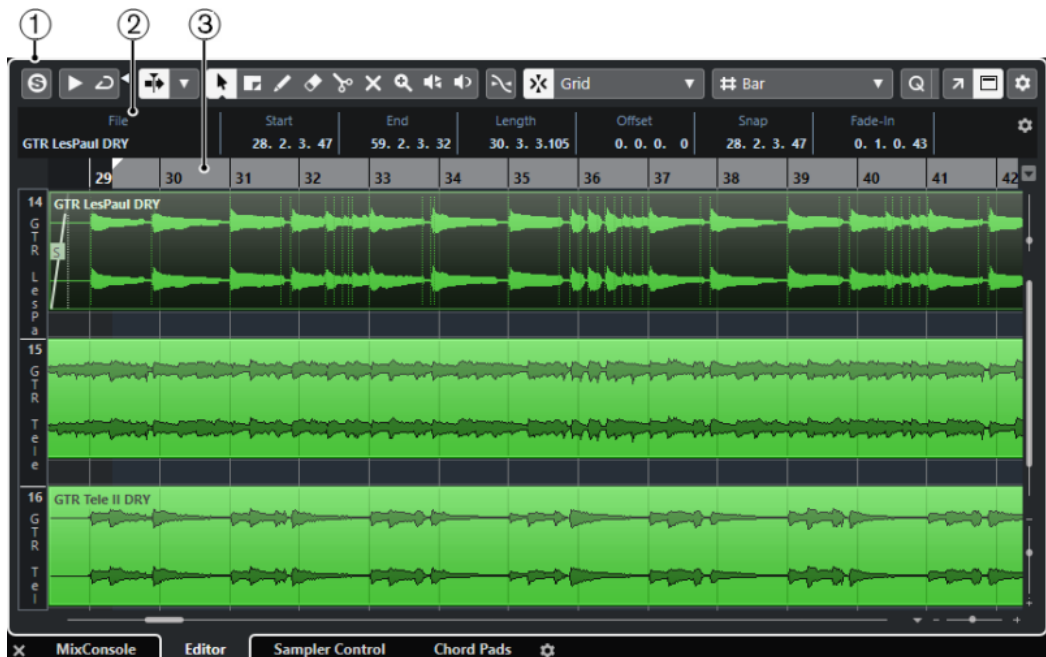 1 2 3
S Grid Bar Q
File Start End Length Offset Snap Fade-In
GTR LesPaul DRY 28. 2. 3. 47 59. 2. 3. 32 30. 3. 3.105 0. 0. 0. 0 28. 2. 3. 47 0. 1. 0. 43
29 30 31 32 33 34 35 36 37 38 39 40 41 42
14 GTR LesPaul DRY
GTR LesPa
S
15
GTR Tele
16 GTR Tele II DRY
GTR Tel
MixConsole Editor Sampler Control Chord Pads